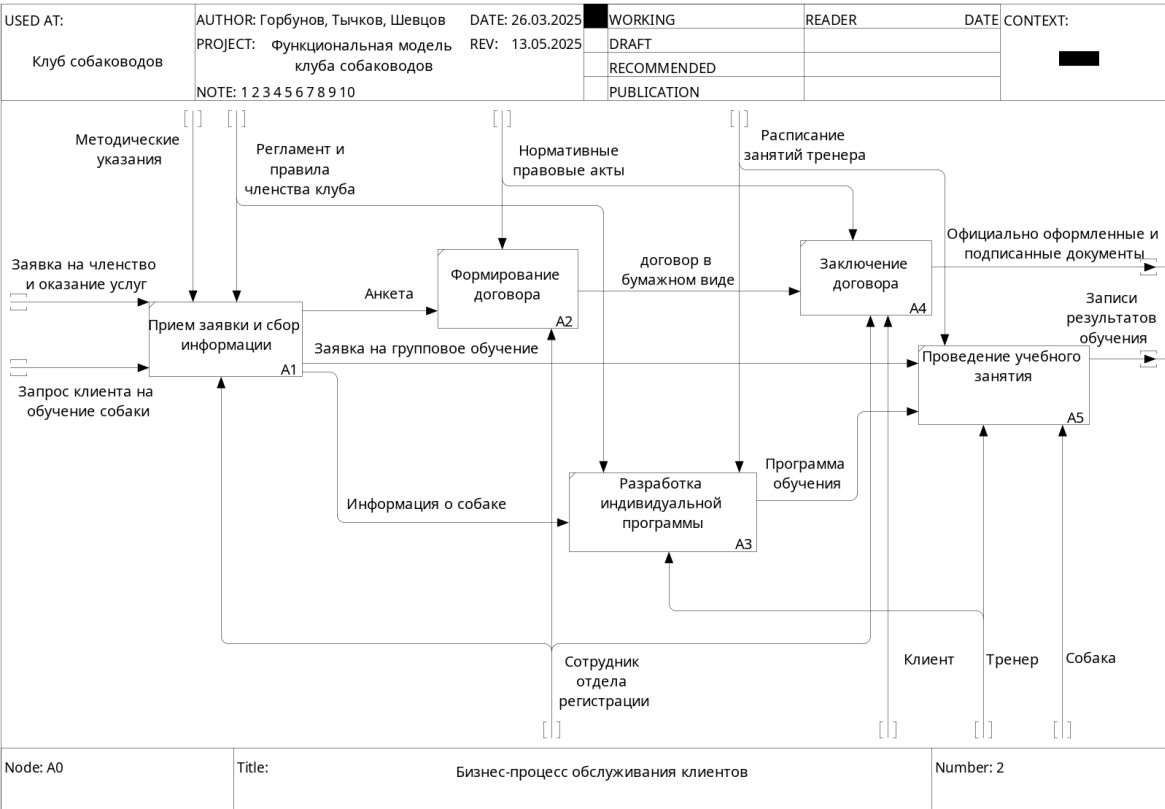 USED AT:
Клуб собаководов
AUTHOR: Горбунов, Тычков, Шевцов
DATE: 26.03.2025
PROJECT: Функциональная модель
клуба собаководов
REV: 13.05.2025
NOTE: 1 2 3 4 5 6 7 8 9 10
WORKING
DRAFT
RECOMMENDED
PUBLICATION
READER
DATE
CONTEXT:
Методические
указания
Регламент и
правила
членства клуба
Нормативные
правовые акты
Расписание
занятий тренера
Заявка на членство
и оказание услуг
Запрос клиента на
обучение собаки
Прием заявки и сбор
информации
A1
Анкета
Формирование
договора
A2
договор в
бумажном виде
Заключение
договора
A4
Официально оформленные и
подписанные документы
Записи
результатов
обучения
Заявка на групповое обучение
Проведение учебного
занятия
A5
Информация о собаке
Разработка
индивидуальной
программы
A3
Программа
обучения
Сотрудник
отдела
регистрации
Клиент
Тренер
Собака
Node: A0
Title:
Бизнес-процесс обслуживания клиентов
Number: 2